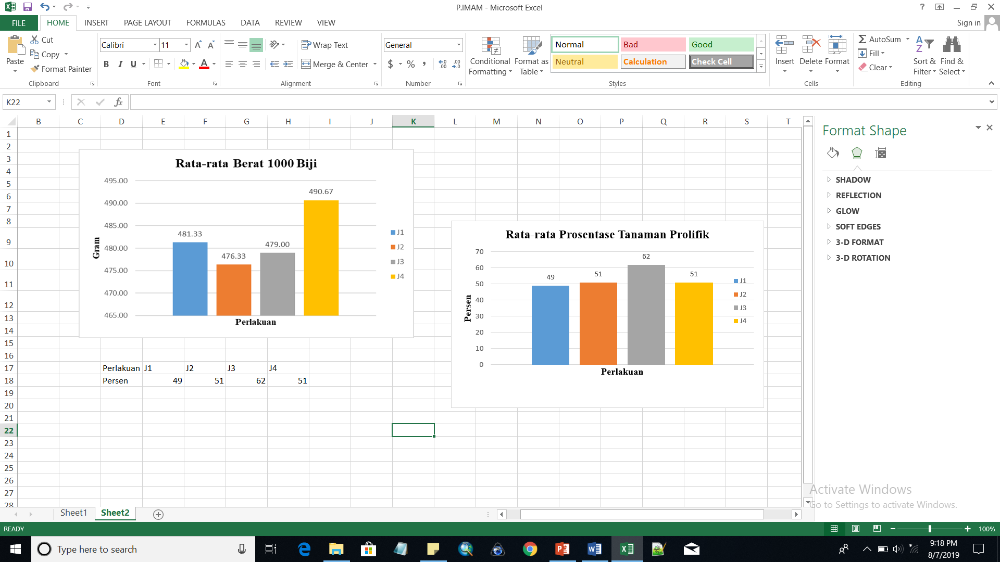 P.IMAM - Microsoft Excel
FILE HOME INSERT PAGE LAYOUT FORMULAS DATA REVIEW VIEW Sign in
Paste Cut Copy Format Painter Clipboard
Calibri 11 B I U A Font
Wrap Text Merge & Center Alignment
General $ % Number
Conditional Formatting Format as Table
Normal Bad Good
Neutral Calculation Check Cell
Styles
Insert Delete Format Cells
AutoSum Fill Clear Sort & Filter Find & Select Editing
K22 fx
B C D E F G H I J K L M N O P Q R S T
1
2
3
4
5
6
7
8
9
10
11
12
13
14
15
16
17
18
19
20
21
22
23
24
25
26
27
28
Rata-rata Berat 1000 Biji
495.00
490.00
485.00
480.00
475.00
470.00
465.00
Gram
481.33
476.33
479.00
490.67
Perlakuan
J1
J2
J3
J4
Rata-rata Prosentase Tanaman Prolifik
70
60
50
40
30
20
10
0
Persen
49
51
62
51
Perlakuan
J1
J2
J3
J4
Perlakuan J1 J2 J3 J4
Persen 49 51 62 51
Format Shape
SHADOW
REFLECTION
GLOW
SOFT EDGES
3-D FORMAT
3-D ROTATION
Activate Windows
Go to Settings to activate Windows.
Sheet1 Sheet2
READY 100%
Type here to search
9:18 PM
8/7/2019